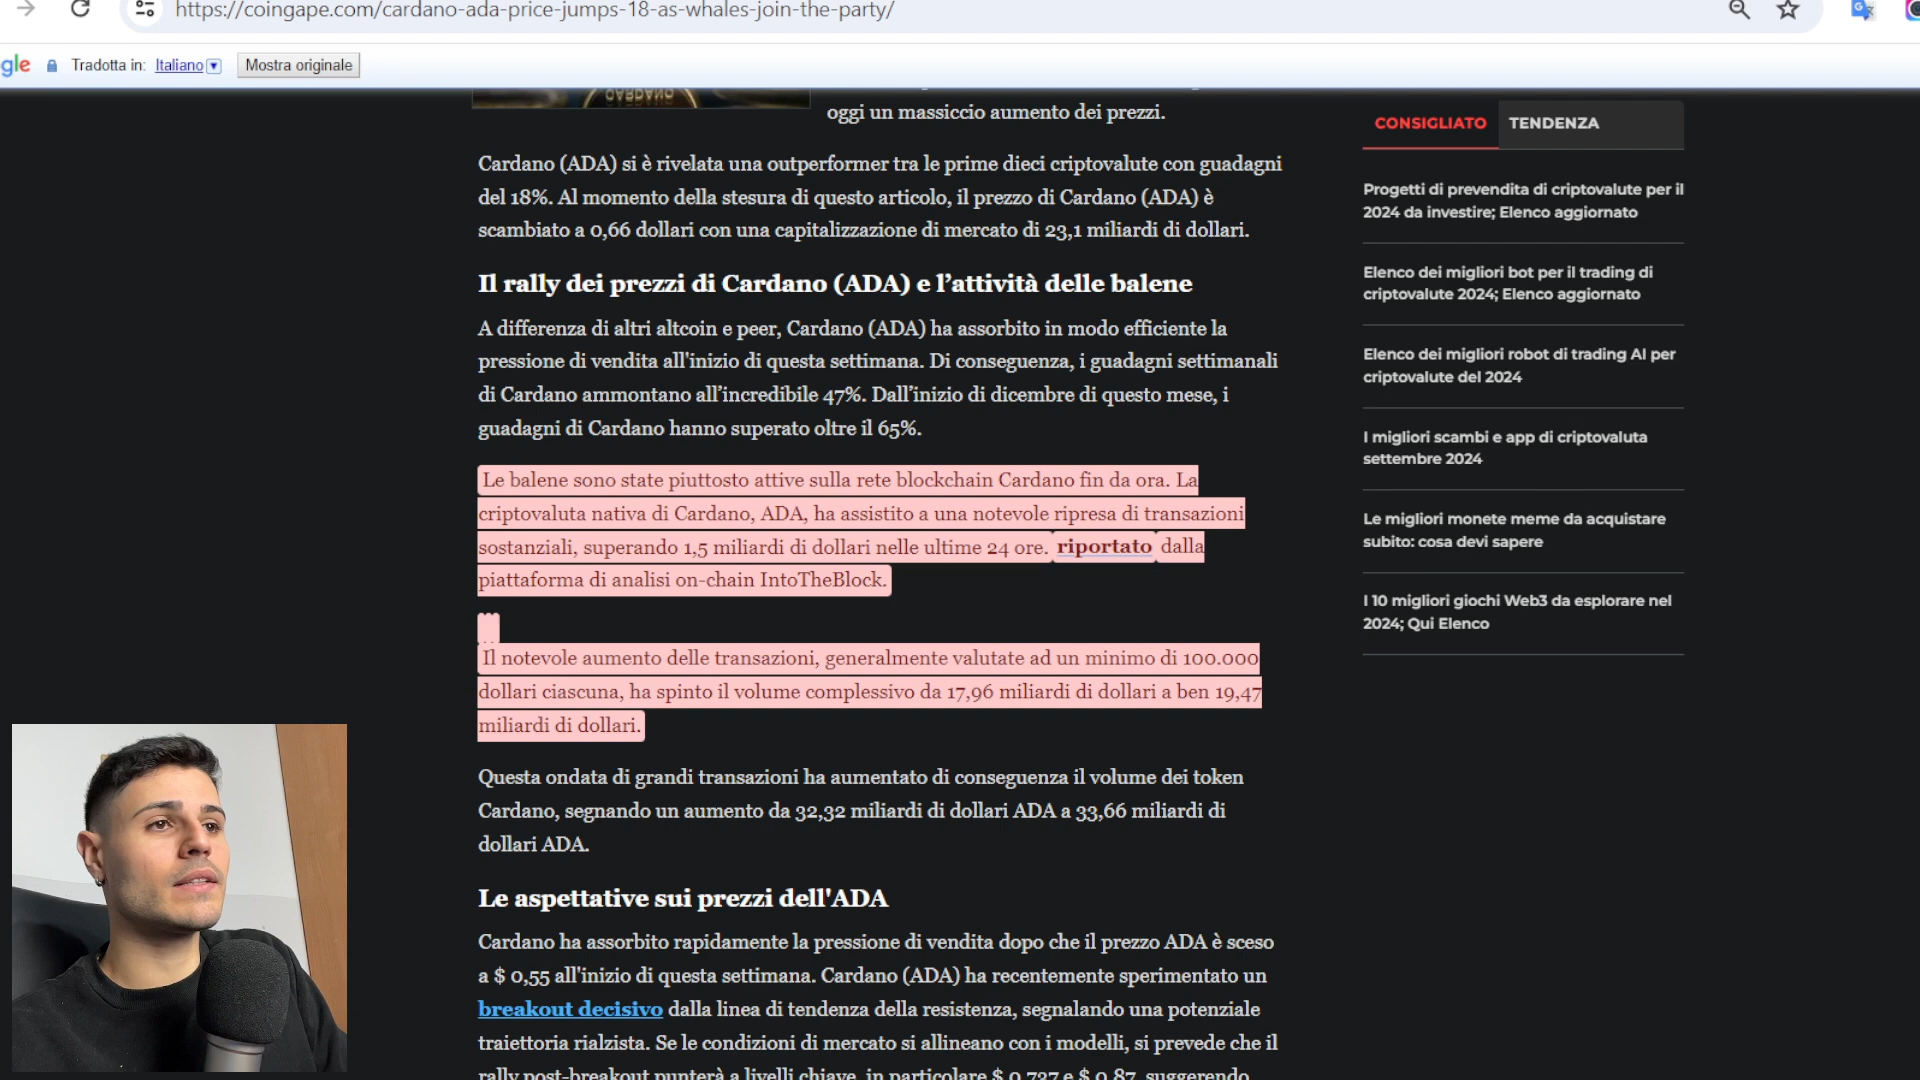 https://coingape.com/cardano-ada-price-jumps-18-as-whales-join-the-party/
gle Tradotta in: Italiano Mostra originale
CARDANO
oggi un massiccio aumento dei prezzi.
Cardano (ADA) si è rivelata una outperformer tra le prime dieci criptovalute con guadagni
del 18%. Al momento della stesura di questo articolo, il prezzo di Cardano (ADA) è
scambiato a 0,66 dollari con una capitalizzazione di mercato di 23,1 miliardi di dollari.
Il rally dei prezzi di Cardano (ADA) e l’attività delle balene
A differenza di altri altcoin e peer, Cardano (ADA) ha assorbito in modo efficiente la
pressione di vendita all'inizio di questa settimana. Di conseguenza, i guadagni settimanali
di Cardano ammontano all’incredibile 47%. Dall’inizio di dicembre di questo mese, i
guadagni di Cardano hanno superato oltre il 65%.
Le balene sono state piuttosto attive sulla rete blockchain Cardano fin da ora. La
criptovaluta nativa di Cardano, ADA, ha assistito a una notevole ripresa di transazioni
sostanziali, superando 1,5 miliardi di dollari nelle ultime 24 ore. riportato dalla
piattaforma di analisi on-chain IntoTheBlock.
Il notevole aumento delle transazioni, generalmente valutate ad un minimo di 100.000
dollari ciascuna, ha spinto il volume complessivo da 17,96 miliardi di dollari a ben 19,47
miliardi di dollari.
Questa ondata di grandi transazioni ha aumentato di conseguenza il volume dei token
Cardano, segnando un aumento da 32,32 miliardi di dollari ADA a 33,66 miliardi di
dollari ADA.
Le aspettative sui prezzi dell'ADA
Cardano ha assorbito rapidamente la pressione di vendita dopo che il prezzo ADA è sceso
a $ 0,55 all'inizio di questa settimana. Cardano (ADA) ha recentemente sperimentato un
breakout decisivo dalla linea di tendenza della resistenza, segnalando una potenziale
traiettoria rialzista. Se le condizioni di mercato si allineano con i modelli, si prevede che il
rally post-breakout punterà a livelli chiave, in particolare $ 0,737 e $ 0,87, suggerendo
CONSIGLIATO TENDENZA
Progetti di prevendita di criptovalute per il
2024 da investire; Elenco aggiornato
Elenco dei migliori bot per il trading di
criptovalute 2024; Elenco aggiornato
Elenco dei migliori robot di trading AI per
criptovalute del 2024
I migliori scambi e app di criptovaluta
settembre 2024
Le migliori monete meme da acquistare
subito: cosa devi sapere
I 10 migliori giochi Web3 da esplorare nel
2024; Qui Elenco